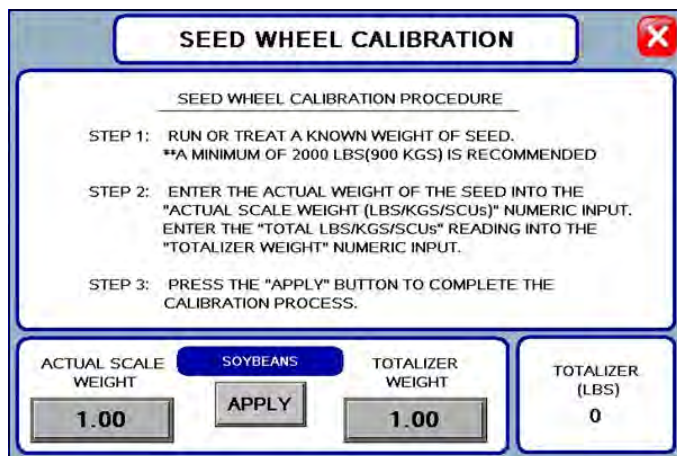 SEED WHEEL CALIBRATION
X
SEED WHEEL CALIBRATION PROCEDURE
STEP 1: RUN OR TREAT A KNOWN WEIGHT OF SEED.
**A MINIMUM OF 2000 LBS(900 KGS) IS RECOMMENDED
STEP 2: ENTER THE ACTUAL WEIGHT OF THE SEED INTO THE
"ACTUAL SCALE WEIGHT (LBS/KGS/SCUs)" NUMERIC INPUT.
ENTER THE "TOTAL LBS/KGS/SCUs" READING INTO THE
"TOTALIZER WEIGHT" NUMERIC INPUT.
STEP 3: PRESS THE "APPLY" BUTTON TO COMPLETE THE
CALIBRATION PROCESS.
ACTUAL SCALE
WEIGHT
1.00
SOYBEANS
APPLY
TOTALIZER
WEIGHT
1.00
TOTALIZER
(LBS)
0